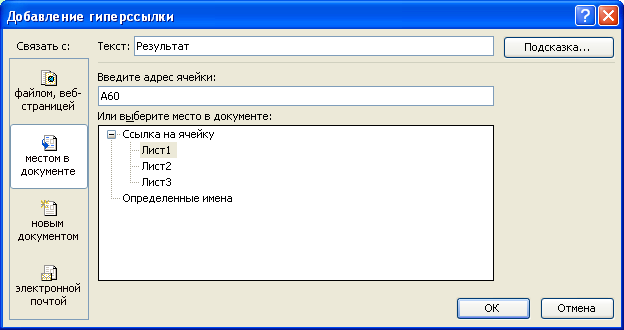 Добавление гиперссылки
Связать с:
Текст:
Результат
Подсказка...
файлом, веб-
страницей
местом в
документе
новым
документом
электронной
почтой
Введите адрес ячейки:
A60
Или выберите место в документе:
Ссылка на ячейку
Лист1
Лист2
Лист3
Определенные имена
ОК
Отмена